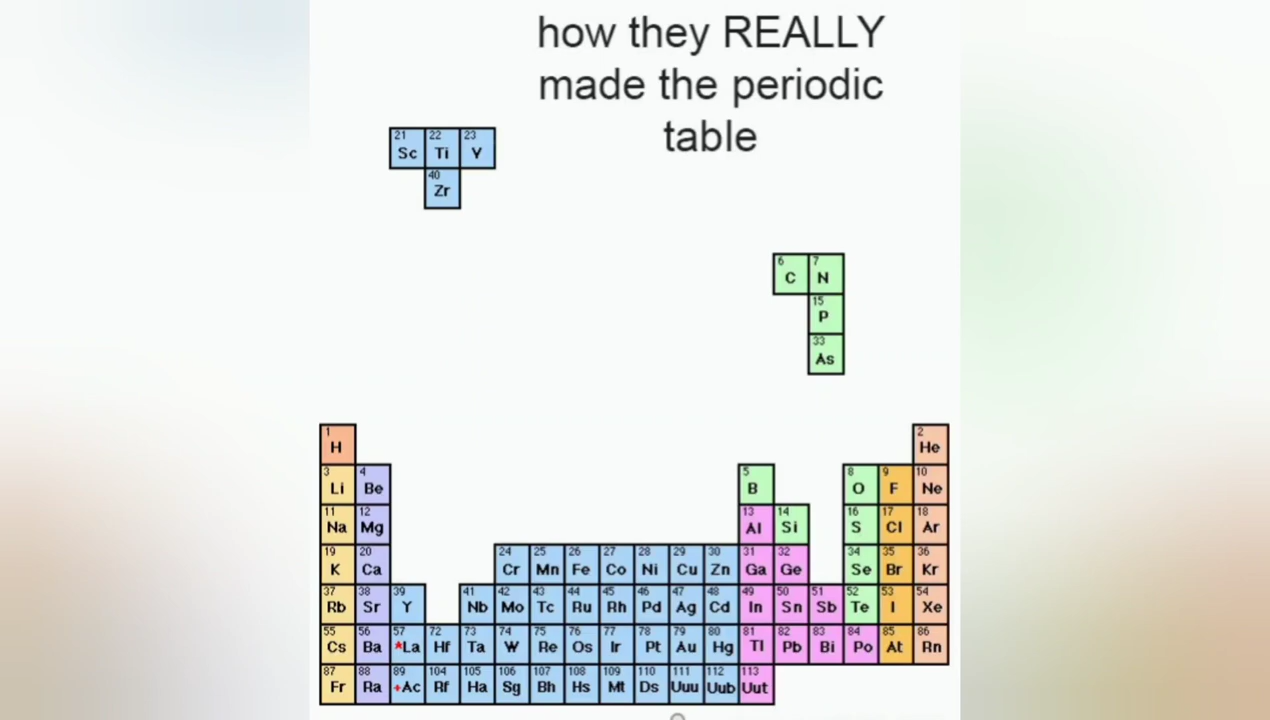 how they REALLY
made the periodic
table
21 22 23
Sc Ti V
40
Zr
6 7
C N
15
P
33
As
1 2
H He
3 4 5 8 9 10
Li Be B O F Ne
11 12 13 14 16 17 18
Na Mg Al Si S Cl Ar
19 20 24 25 26 27 28 29 30 31 32 34 35 36
K Ca Cr Mn Fe Co Ni Cu Zn Ga Ge Se Br Kr
37 38 39 41 42 43 44 45 46 47 48 49 50 51 52 53 54
Rb Sr Y Nb Mo Tc Ru Rh Pd Ag Cd In Sn Sb Te I Xe
55 56 57 72 73 74 75 76 77 78 79 80 81 82 83 84 85 86
Cs Ba *La Hf Ta W Re Os Ir Pt Au Hg Tl Pb Bi Po At Rn
87 88 89 104 105 106 107 108 109 110 111 112 113
Fr Ra +Ac Rf Ha Sg Bh Hs Mt Ds Uuu Uub Uut